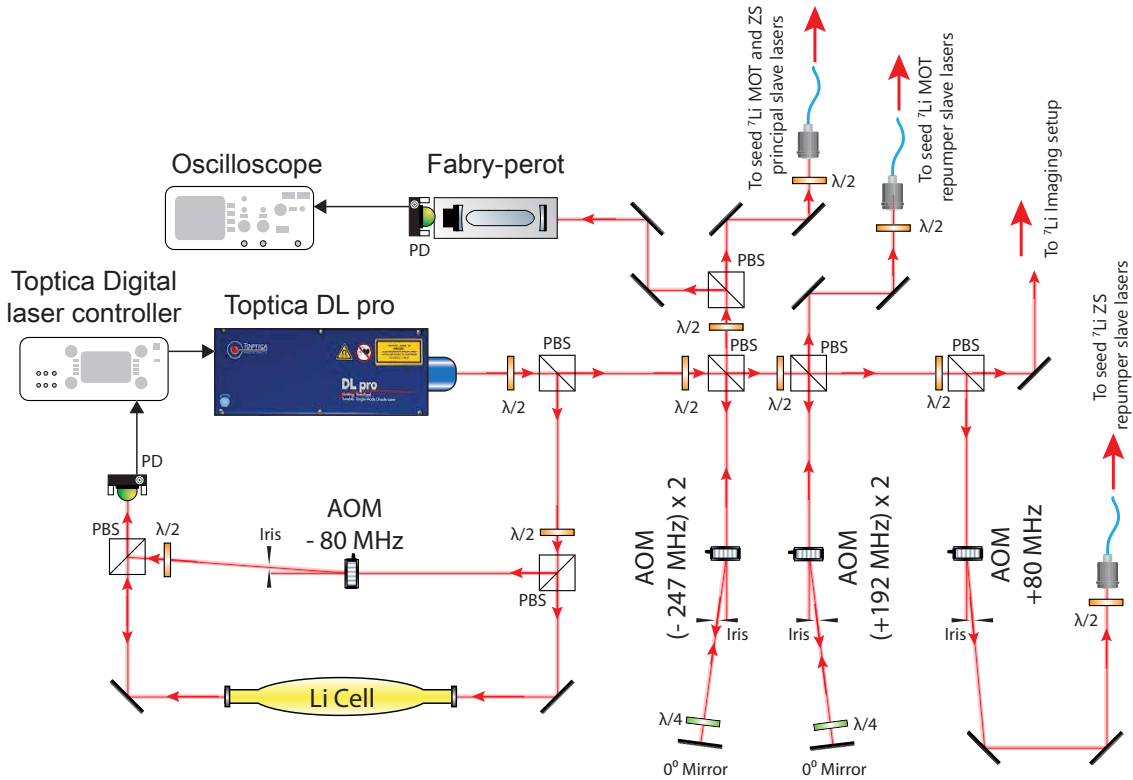 To seed ⁷Li MOT and ZS
principal slave lasers
To seed ⁷Li MOT
repumper slave lasers
To ⁷Li Imaging setup
To seed ⁷Li ZS
repumper slave lasers
Oscilloscope
Fabry-perot
PD
λ/2
λ/2
PBS
λ/2
Toptica Digital
laser controller
Toptica DL pro
TOPTICA
DL pro
PBS
λ/2
PBS
λ/2
λ/2
PBS
λ/2
PBS
PD
AOM
- 80 MHz
PBS
λ/2
Iris
λ/2
PBS
AOM
(- 247 MHz) x 2
AOM
(+192 MHz) x 2
AOM
+80 MHz
λ/2
Iris
Iris
Iris
Li Cell
λ/4
λ/4
0⁰ Mirror
0⁰ Mirror